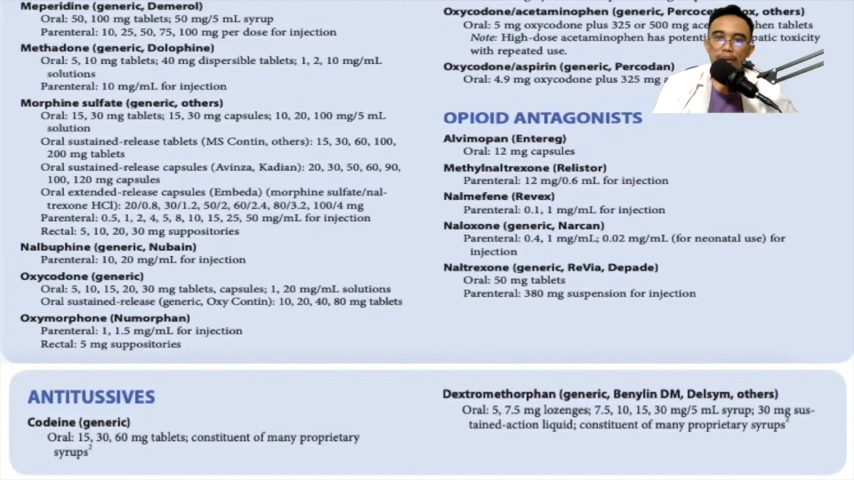 Meperidine (generic, Demerol)
Oral: 50, 100 mg tablets; 50 mg/5 mL syrup
Parenteral: 10, 25, 50, 75, 100 mg per dose for injection
Methadone (generic, Dolophine)
Oral: 5, 10 mg tablets; 40 mg dispersible tablets; 1, 2, 10 mg/mL
solutions
Parenteral: 10 mg/mL for injection
Morphine sulfate (generic, others)
Oral: 15, 30 mg tablets; 15, 30 mg capsules; 10, 20, 100 mg/5 mL
solution
Oral sustained-release tablets (MS Contin, others): 15, 30, 60, 100,
200 mg tablets
Oral sustained-release capsules (Avinza, Kadian): 20, 30, 50, 60, 90,
100, 120 mg capsules
Oral extended-release capsules (Embeda) (morphine sulfate/nal-
trexone HCl): 20/0.8, 30/1.2, 50/2, 60/2.4, 80/3.2, 100/4 mg
Parenteral: 0.5, 1, 2, 4, 5, 8, 10, 15, 25, 50 mg/mL for injection
Rectal: 5, 10, 20, 30 mg suppositories
Nalbuphine (generic, Nubain)
Parenteral: 10, 20 mg/mL for injection
Oxycodone (generic)
Oral: 5, 10, 15, 20, 30 mg tablets, capsules; 1, 20 mg/mL solutions
Oral sustained-release (generic, Oxy Contin): 10, 20, 40, 80 mg tablets
Oxymorphone (Numorphan)
Parenteral: 1, 1.5 mg/mL for injection
Rectal: 5 mg suppositories
Oxycodone/acetaminophen (generic, Percocet, others)
Oral: 5 mg oxycodone plus 325 or 500 mg tablets
Note: High-dose acetaminophen has toxicity
with repeated use.
Oxycodone/aspirin (generic, Percodan)
Oral: 4.9 mg oxycodone plus 325 mg
OPIOID ANTAGONISTS
Alvimopan (Entereg)
Oral: 12 mg capsules
Methylnaltrexone (Relistor)
Parenteral: 12 mg/0.6 mL for injection
Nalmefene (Revex)
Parenteral: 0.1, 1 mg/mL for injection
Naloxone (generic, Narcan)
Parenteral: 0.4, 1 mg/mL; 0.02 mg/mL (for neonatal use) for
injection
Naltrexone (generic, ReVia, Depade)
Oral: 50 mg tablets
Parenteral: 380 mg suspension for injection
ANTITUSSIVES
Codeine (generic)
Oral: 15, 30, 60 mg tablets; constituent of many proprietary
syrups²
Dextromethorphan (generic, Benylin DM, Delsym, others)
Oral: 5, 7.5 mg lozenges; 7.5, 10, 15, 30 mg/5 mL syrup; 30 mg sus-
tained-action liquid; constituent of many proprietary syrups²